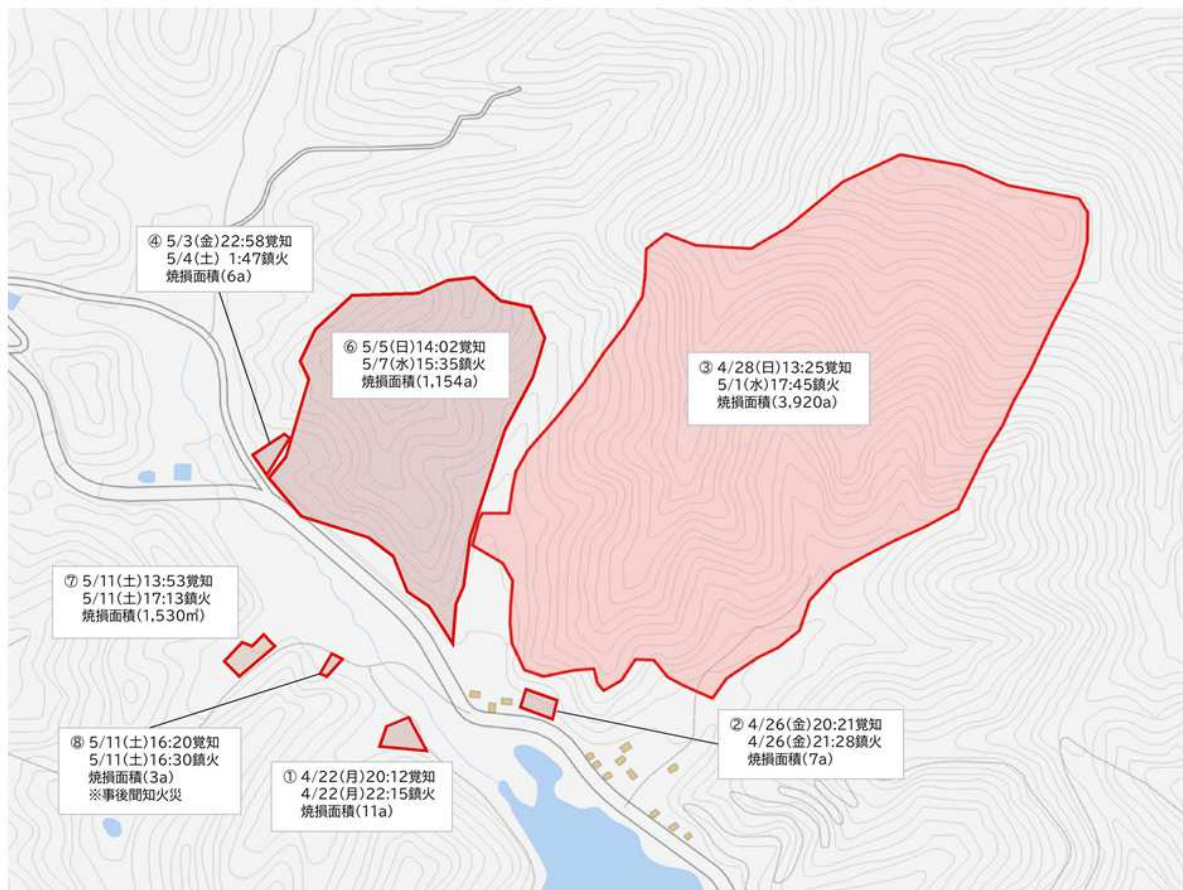 ④ 5/3(金)22:58覚知
5/4(土) 1:47鎮火
焼損面積(6a)
⑥ 5/5(日)14:02覚知
5/7(水)15:35鎮火
焼損面積(1,154a)
③ 4/28(日)13:25覚知
5/1(水)17:45鎮火
焼損面積(3,920a)
⑦ 5/11(土)13:53覚知
5/11(土)17:13鎮火
焼損面積(1,530㎡)
⑧ 5/11(土)16:20覚知
5/11(土)16:30鎮火
焼損面積(3a)
※事後聞知火災
① 4/22(月)20:12覚知
4/22(月)22:15鎮火
焼損面積(11a)
② 4/26(金)20:21覚知
4/26(金)21:28鎮火
焼損面積(7a)